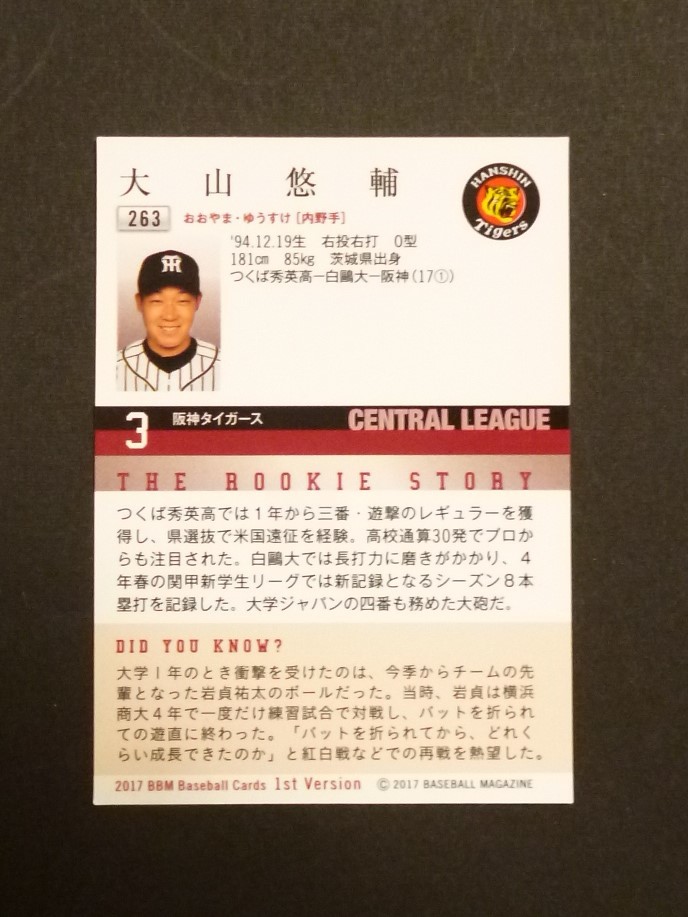 大山悠輔
HANSHIN
Tigers
263 おおやま・ゆうすけ[内野手]
'94.12.19生 右投右打 O型
181cm 85kg 茨城県出身
つくば秀英高ー白鷗大ー阪神(17①)
3 阪神タイガース CENTRAL LEAGUE
THE ROOKIE STORY
つくば秀英高では1年から三番・遊撃のレギュラーを獲
得し、県選抜で米国遠征を経験。高校通算30発でプロか
らも注目された。白鷗大では長打力に磨きがかかり、4
年春の関甲新学生リーグでは新記録となるシーズン8本
塁打を記録した。大学ジャパンの四番も務めた大砲だ。
DID YOU KNOW?
大学1年のとき衝撃を受けたのは、今季からチームの先
輩となった岩貞祐太のボールだった。当時、岩貞は横浜
商大4年で一度だけ練習試合で対戦し、バットを折られ
ての遊直に終わった。「バットを折られてから、どれく
らい成長できたのか」と紅白戦などでの再戦を熱望した。
2017 BBM Baseball Cards 1st Version © 2017 BASEBALL MAGAZINE